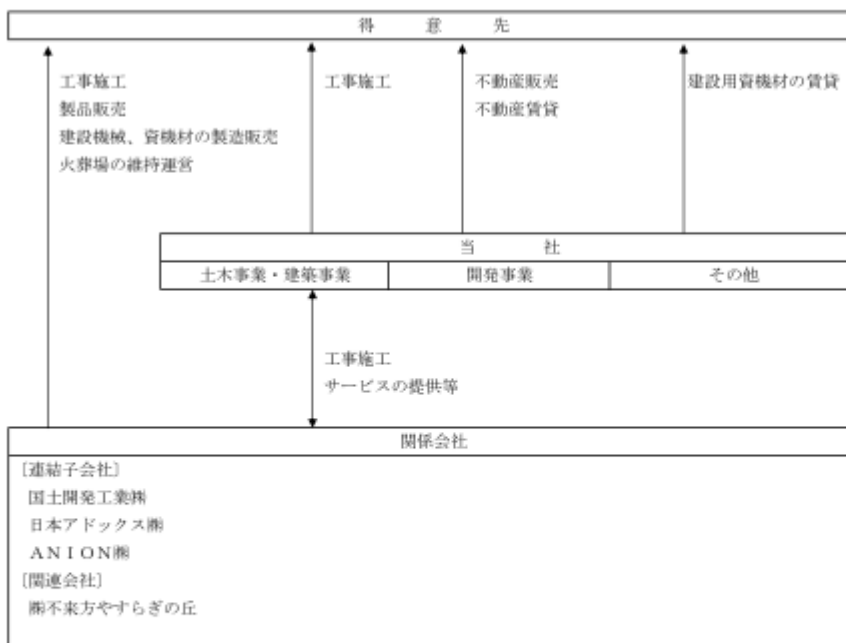 得意先
工事施工
製品販売
建設機械、資機材の製造販売
火葬場の維持運営
工事施工
不動産販売
不動産賃貸
建設用資機材の賃貸
当社
土木事業・建築事業
開発事業
その他
工事施工
サービスの提供等
関係会社
〔連結子会社〕
国土開発工業㈱
日本アドックス㈱
ＡＮＩＯＮ㈱
〔関連会社〕
㈱不来方やすらぎの丘